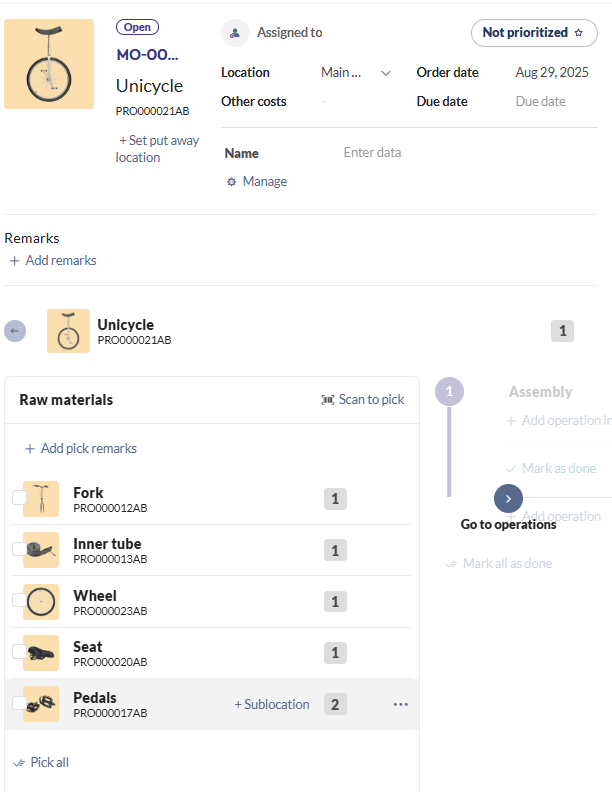 Open
MO-00...
Unicycle
PRO000021AB
+ Set put away
location
Assigned to
Not prioritized
Location Main ... Order date Aug 29, 2025
Other costs - Due date Due date
Name Enter data
Manage
Remarks
+ Add remarks
Unicycle
PRO000021AB
1
Raw materials Scan to pick
+ Add pick remarks
Fork
PRO000012AB
1
Inner tube
PRO000013AB
1
Wheel
PRO000023AB
1
Seat
PRO000020AB
1
Pedals
PRO000017AB
+ Sublocation 2 ...
Pick all
1 Assembly
+ Add operation in
Mark as done
+ Add operation
Go to operations
Mark all as done